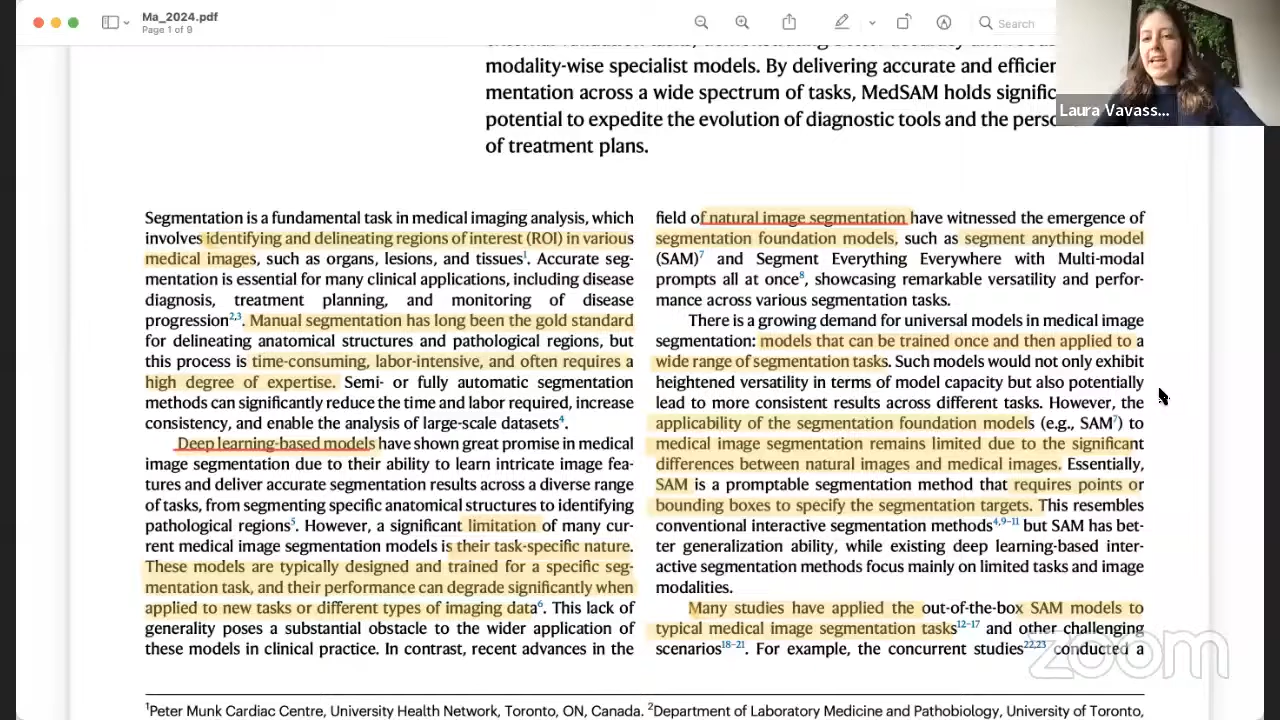 Ma_2024.pdf
Page 1 of 9
Search
Laura Vavass...
modality-wise specialist models. By delivering accurate and efficien
mentation across a wide spectrum of tasks, MedSAM holds signific
potential to expedite the evolution of diagnostic tools and the perso
of treatment plans.
Segmentation is a fundamental task in medical imaging analysis, which
involves identifying and delineating regions of interest (ROI) in various
medical images, such as organs, lesions, and tissues1. Accurate seg-
mentation is essential for many clinical applications, including disease
diagnosis, treatment planning, and monitoring of disease
progression2,3. Manual segmentation has long been the gold standard
for delineating anatomical structures and pathological regions, but
this process is time-consuming, labor-intensive, and often requires a
high degree of expertise. Semi- or fully automatic segmentation
methods can significantly reduce the time and labor required, increase
consistency, and enable the analysis of large-scale datasets4.
Deep learning-based models have shown great promise in medical
image segmentation due to their ability to learn intricate image fea-
tures and deliver accurate segmentation results across a diverse range
of tasks, from segmenting specific anatomical structures to identifying
pathological regions5. However, a significant limitation of many cur-
rent medical image segmentation models is their task-specific nature.
These models are typically designed and trained for a specific seg-
mentation task, and their performance can degrade significantly when
applied to new tasks or different types of imaging data6. This lack of
generality poses a substantial obstacle to the wider application of
these models in clinical practice. In contrast, recent advances in the
field of natural image segmentation have witnessed the emergence of
segmentation foundation models, such as segment anything model
(SAM)7 and Segment Everything Everywhere with Multi-modal
prompts all at once8, showcasing remarkable versatility and perfor-
mance across various segmentation tasks.
There is a growing demand for universal models in medical image
segmentation: models that can be trained once and then applied to a
wide range of segmentation tasks. Such models would not only exhibit
heightened versatility in terms of model capacity but also potentially
lead to more consistent results across different tasks. However, the
applicability of the segmentation foundation models (e.g., SAM7) to
medical image segmentation remains limited due to the significant
differences between natural images and medical images. Essentially,
SAM is a promptable segmentation method that requires points or
bounding boxes to specify the segmentation targets. This resembles
conventional interactive segmentation methods4,9–11 but SAM has bet-
ter generalization ability, while existing deep learning-based inter-
active segmentation methods focus mainly on limited tasks and image
modalities.
Many studies have applied the out-of-the-box SAM models to
typical medical image segmentation tasks12–17 and other challenging
scenarios18–21. For example, the concurrent studies22,23 conducted a
zoom
1Peter Munk Cardiac Centre, University Health Network, Toronto, ON, Canada. 2Department of Laboratory Medicine and Pathobiology, University of Toronto,